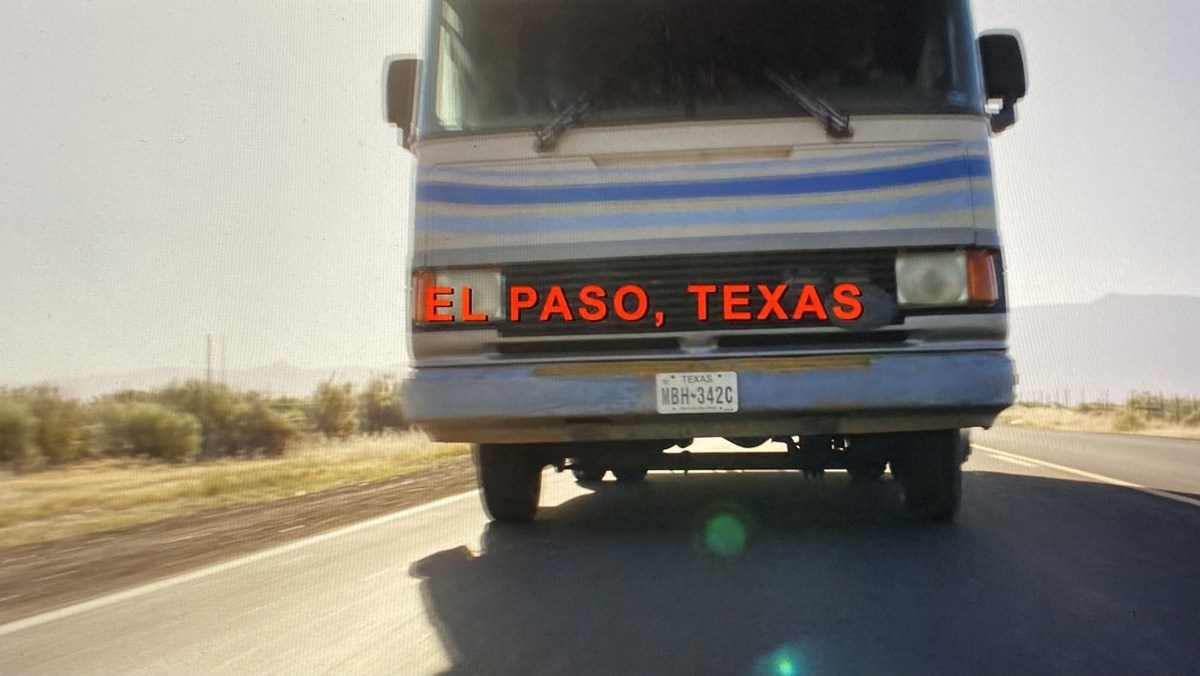 EL PASO, TEXAS
TEXAS
MBH-342C